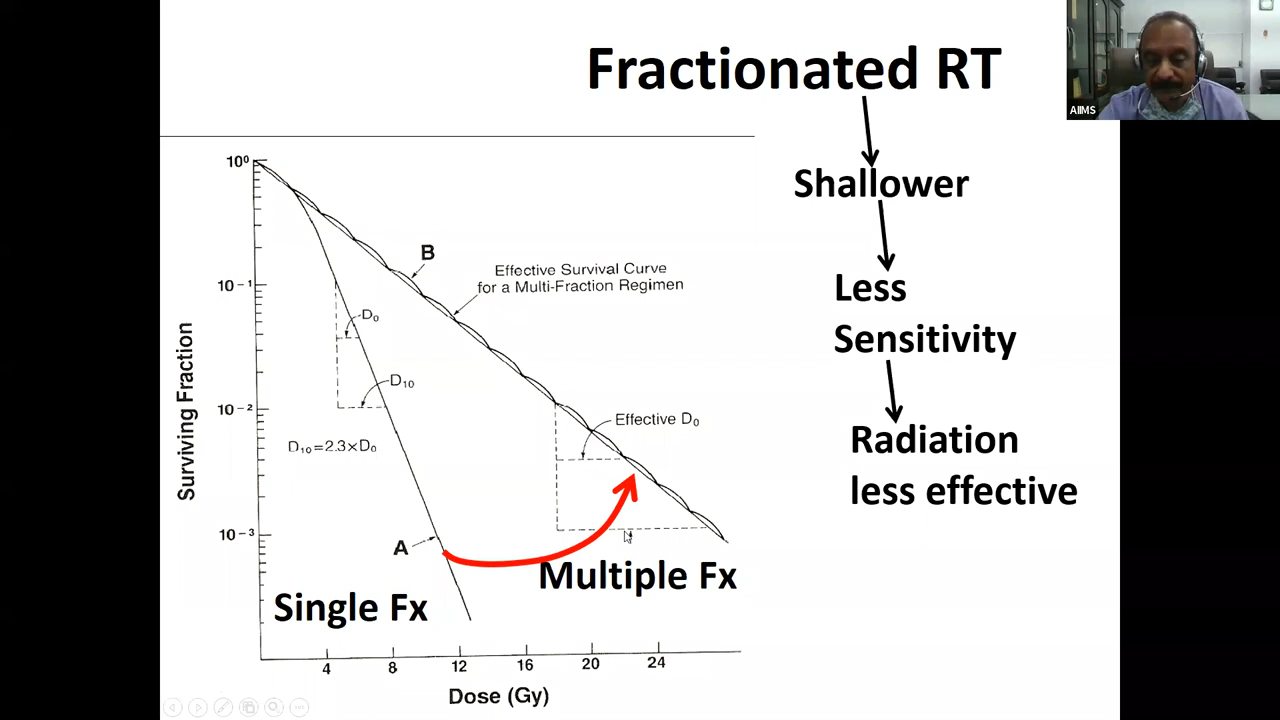 Fractionated RT
AIIMS
Shallower
Less
Sensitivity
Radiation
less effective
10⁰
10⁻¹
10⁻²
10⁻³
Surviving Fraction
B
Effective Survival Curve
for a Multi-Fraction Regimen
D₀
D₁₀
D₁₀=2.3×D₀
Effective D₀
A
Single Fx
Multiple Fx
4 8 12 16 20 24
Dose (Gy)